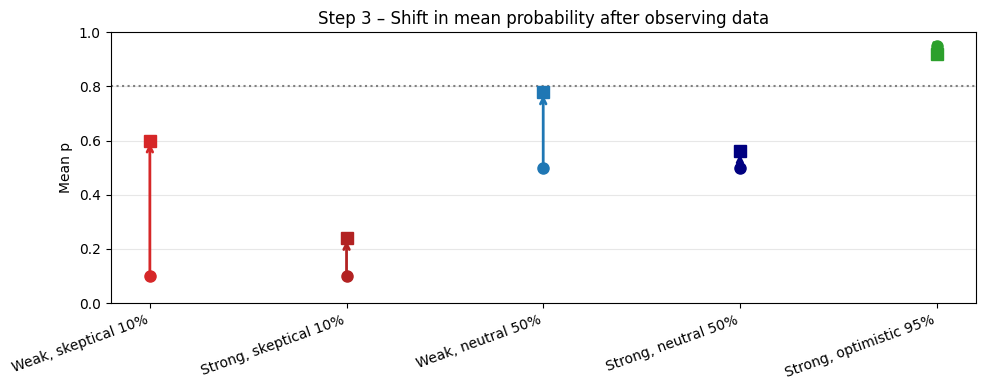 Step 3 – Shift in mean probability after observing data
1.0
0.8
0.6
0.4
0.2
0.0
Mean p
Weak, skeptical 10%
Strong, skeptical 10%
Weak, neutral 50%
Strong, neutral 50%
Strong, optimistic 95%